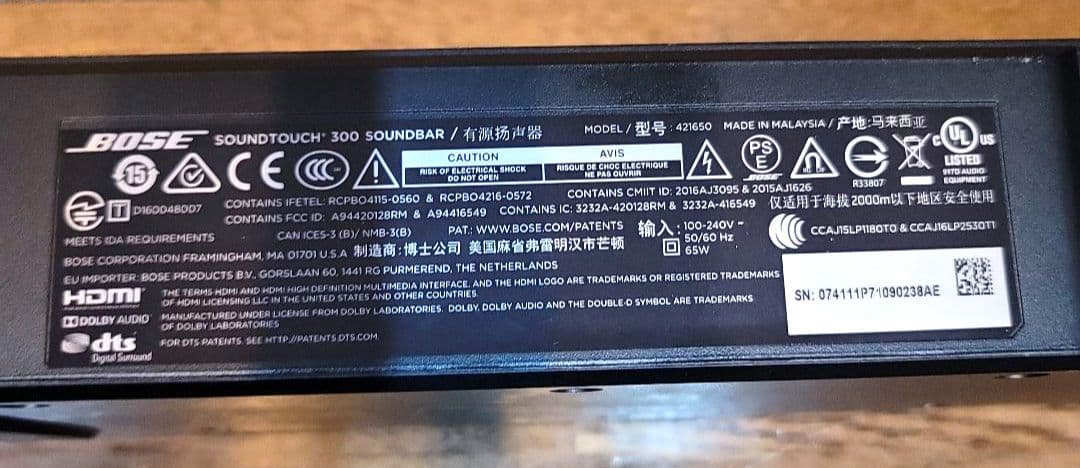 BOSE SOUNDTOUCH® 300 SOUNDBAR / 有源扬声器 MODEL / 型号 : 421650 MADE IN MALAYSIA / 产地:马来西亚
15 CE CCC CAUTION AVIS PS E C UL US
RISK OF ELECTRICAL SHOCK RISQUE DE CHOC ELECTRIQUE LISTED
DO NOT OPEN NE PAS OUVRIR BOSE R33807 917D AUDIO
EQUIPMENT
T D160048007 CONTAINS IFETEL: RCPBO4115-0560 & RCPBO4216-0572 CONTAINS CMIIT ID: 2016AJ3095 & 2015AJ1626 仅适用于海拔2000m以下地区安全使用
CONTAINS FCC ID: A94420128RM & A94416549 CONTAINS IC: 3232A-420128RM & 3232A-416549
MEETS IDA REQUIREMENTS CAN ICES-3 (B)/ NMB-3(B) PAT.: WWW.BOSE.COM/PATENTS 输入: 100-240V~ CCAJ15LP1180T0 & CCAJ16LP2530T1
50/60 Hz
65W
BOSE CORPORATION FRAMINGHAM, MA 01701 U.S.A 制造商:博士公司 美国麻省弗雷明汉市芒顿
EU IMPORTER: BOSE PRODUCTS B.V., GORSLAAN 60, 1441 RG PURMEREND, THE NETHERLANDS
HDMI THE TERMS HDMI AND HDMI HIGH DEFINITION MULTIMEDIA INTERFACE, AND THE HDMI LOGO ARE TRADEMARKS OR REGISTERED TRADEMARKS
OF HDMI LICENSING LLC IN THE UNITED STATES AND OTHER COUNTRIES.
DOLBY AUDIO MANUFACTURED UNDER LICENSE FROM DOLBY LABORATORIES. DOLBY, DOLBY AUDIO AND THE DOUBLE-D SYMBOL ARE TRADEMARKS
OF DOLBY LABORATORIES
dts FOR DTS PATENTS, SEE HTTP://PATENTS.DTS.COM.
Digital Surround
SN: 074111P71090238AE